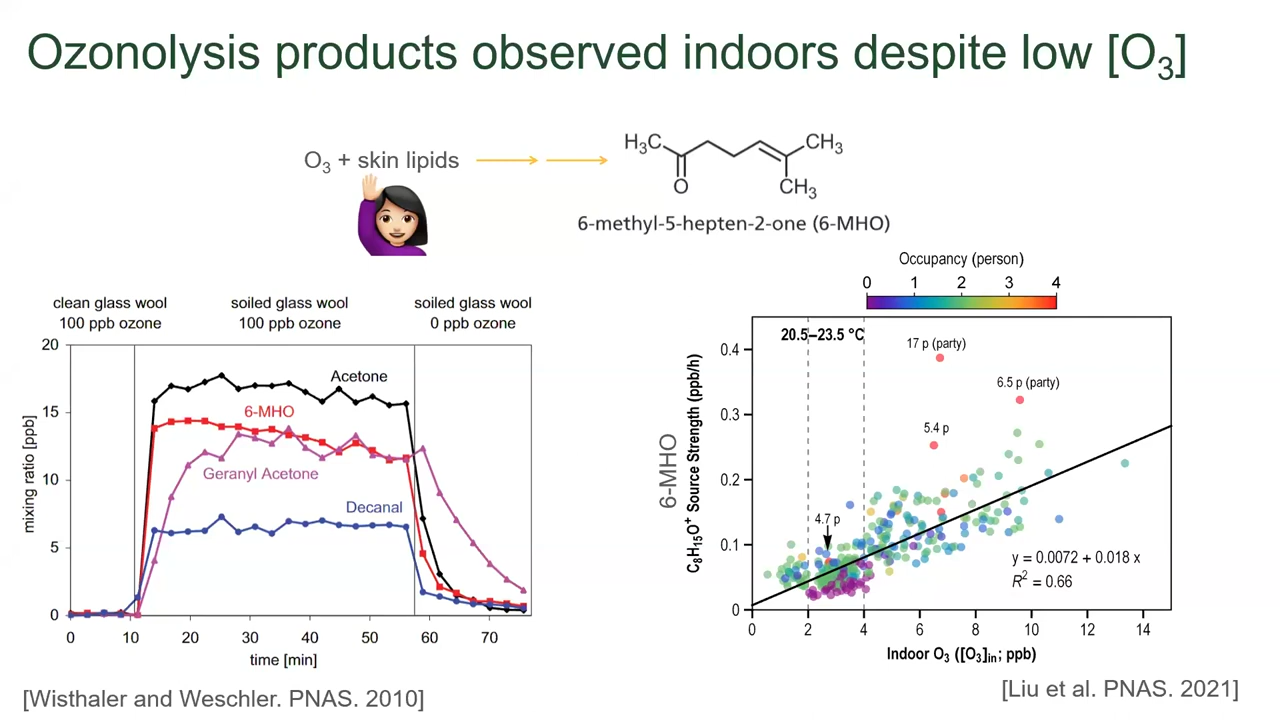 Ozonolysis products observed indoors despite low [O₃]
O₃ + skin lipids
H₃C
CH₃
O
CH₃
6-methyl-5-hepten-2-one (6-MHO)
clean glass wool
100 ppb ozone
soiled glass wool
100 ppb ozone
soiled glass wool
0 ppb ozone
20
15
10
5
0
mixing ratio [ppb]
Acetone
6-MHO
Geranyl Acetone
Decanal
0 10 20 30 40 50 60 70
time [min]
[Wisthaler and Weschler. PNAS. 2010]
Occupancy (person)
0 1 2 3 4
20.5–23.5 °C
17 p (party)
6.5 p (party)
5.4 p
4.7 p
0.4
0.3
0.2
0.1
0
6-MHO
C₈H₁₅O⁺ Source Strength (ppb/h)
y = 0.0072 + 0.018 x
R² = 0.66
0 2 4 6 8 10 12 14
Indoor O₃ ([O₃]in; ppb)
[Liu et al. PNAS. 2021]